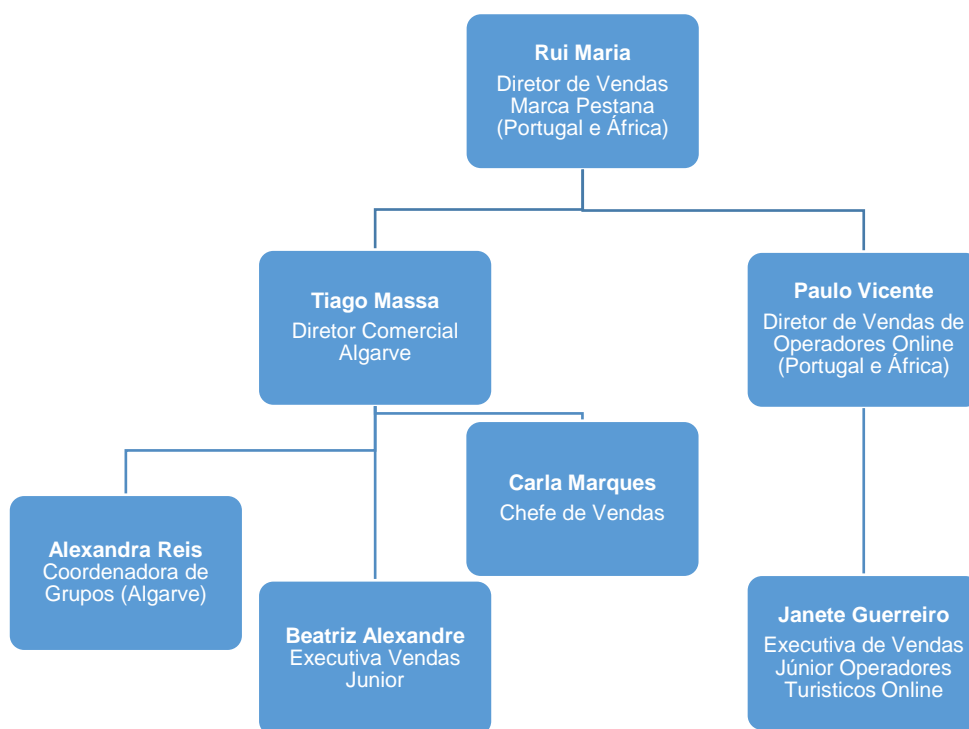 Rui Maria
Diretor de Vendas
Marca Pestana
(Portugal e África)
Tiago Massa
Diretor Comercial
Algarve
Paulo Vicente
Diretor de Vendas de
Operadores Online
(Portugal e África)
Carla Marques
Chefe de Vendas
Alexandra Reis
Coordenadora de
Grupos (Algarve)
Beatriz Alexandre
Executiva Vendas
Junior
Janete Guerreiro
Executiva de Vendas
Júnior Operadores
Turisticos Online